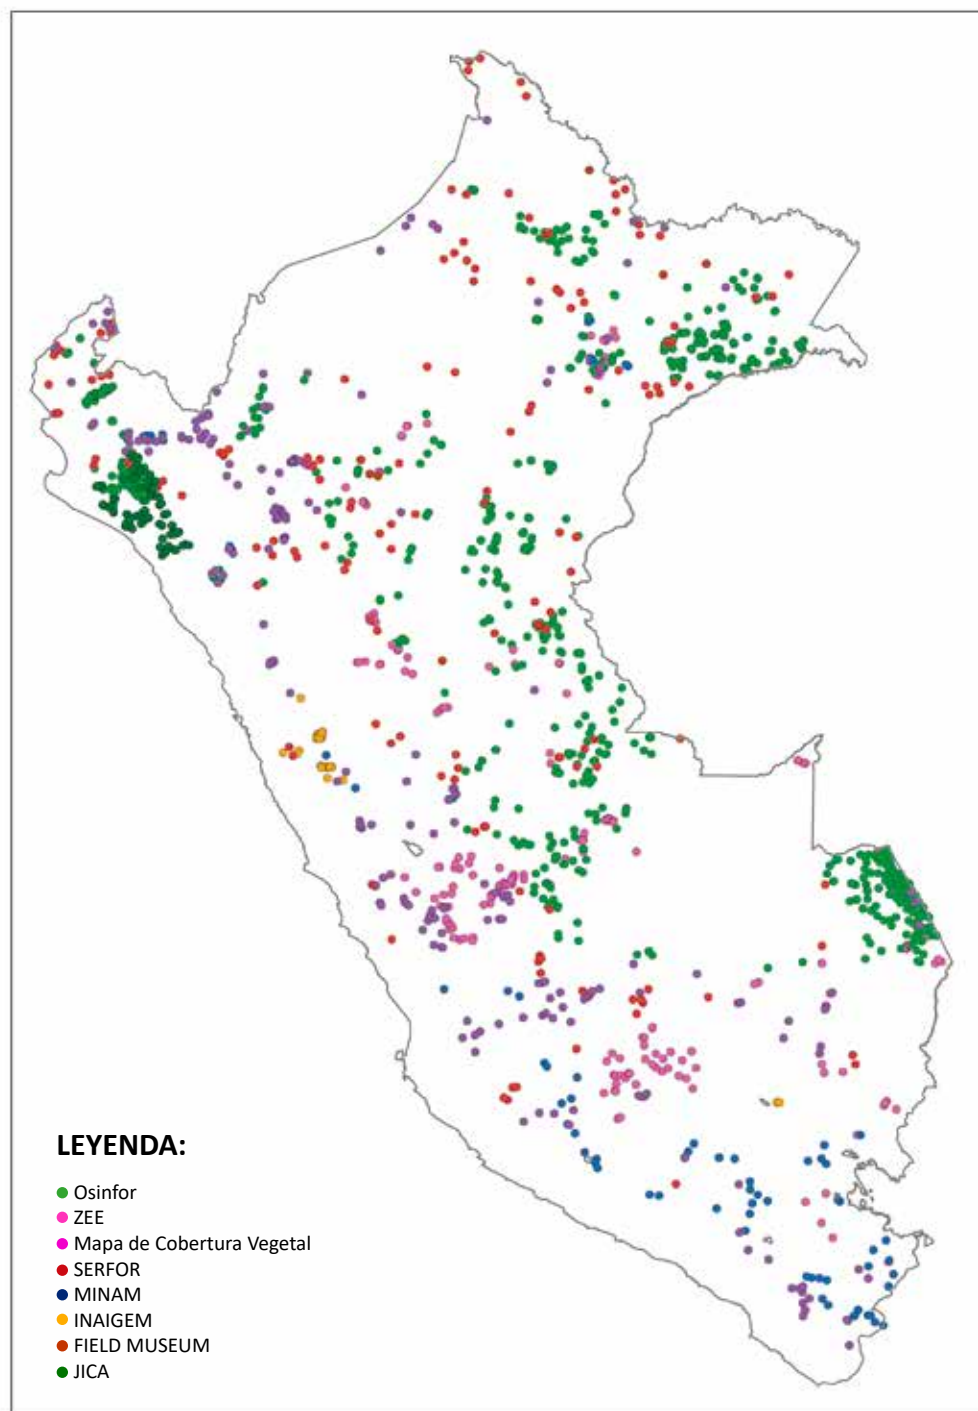 LEYENDA:
Osinfor
ZEE
Mapa de Cobertura Vegetal
SERFOR
MINAM
INAIGEM
FIELD MUSEUM
JICA